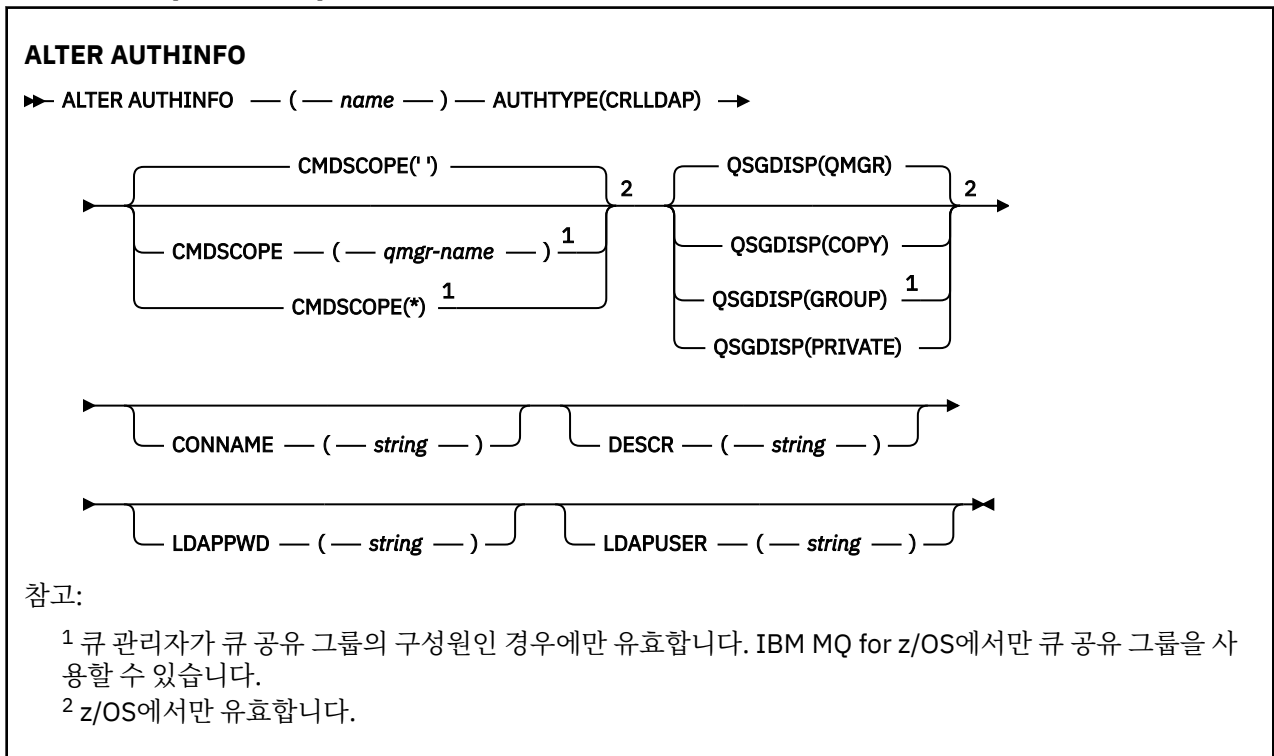 ALTER AUTHINFO
ALTER AUTHINFO ( name ) AUTHTYPE(CRLLDAP)
CMDSCOPE(' ') 2 QSGDISP(QMGR) 2
CMDSCOPE ( qmgr-name ) 1 QSGDISP(COPY)
CMDSCOPE(*) 1 QSGDISP(GROUP) 1
QSGDISP(PRIVATE)
CONNAME ( string ) DESCR ( string )
LDAPPWD ( string ) LDAPUSER ( string )
참고:
1 큐 관리자가 큐 공유 그룹의 구성원인 경우에만 유효합니다. IBM MQ for z/OS에서만 큐 공유 그룹을 사
용할 수 있습니다.
2 z/OS에서만 유효합니다.